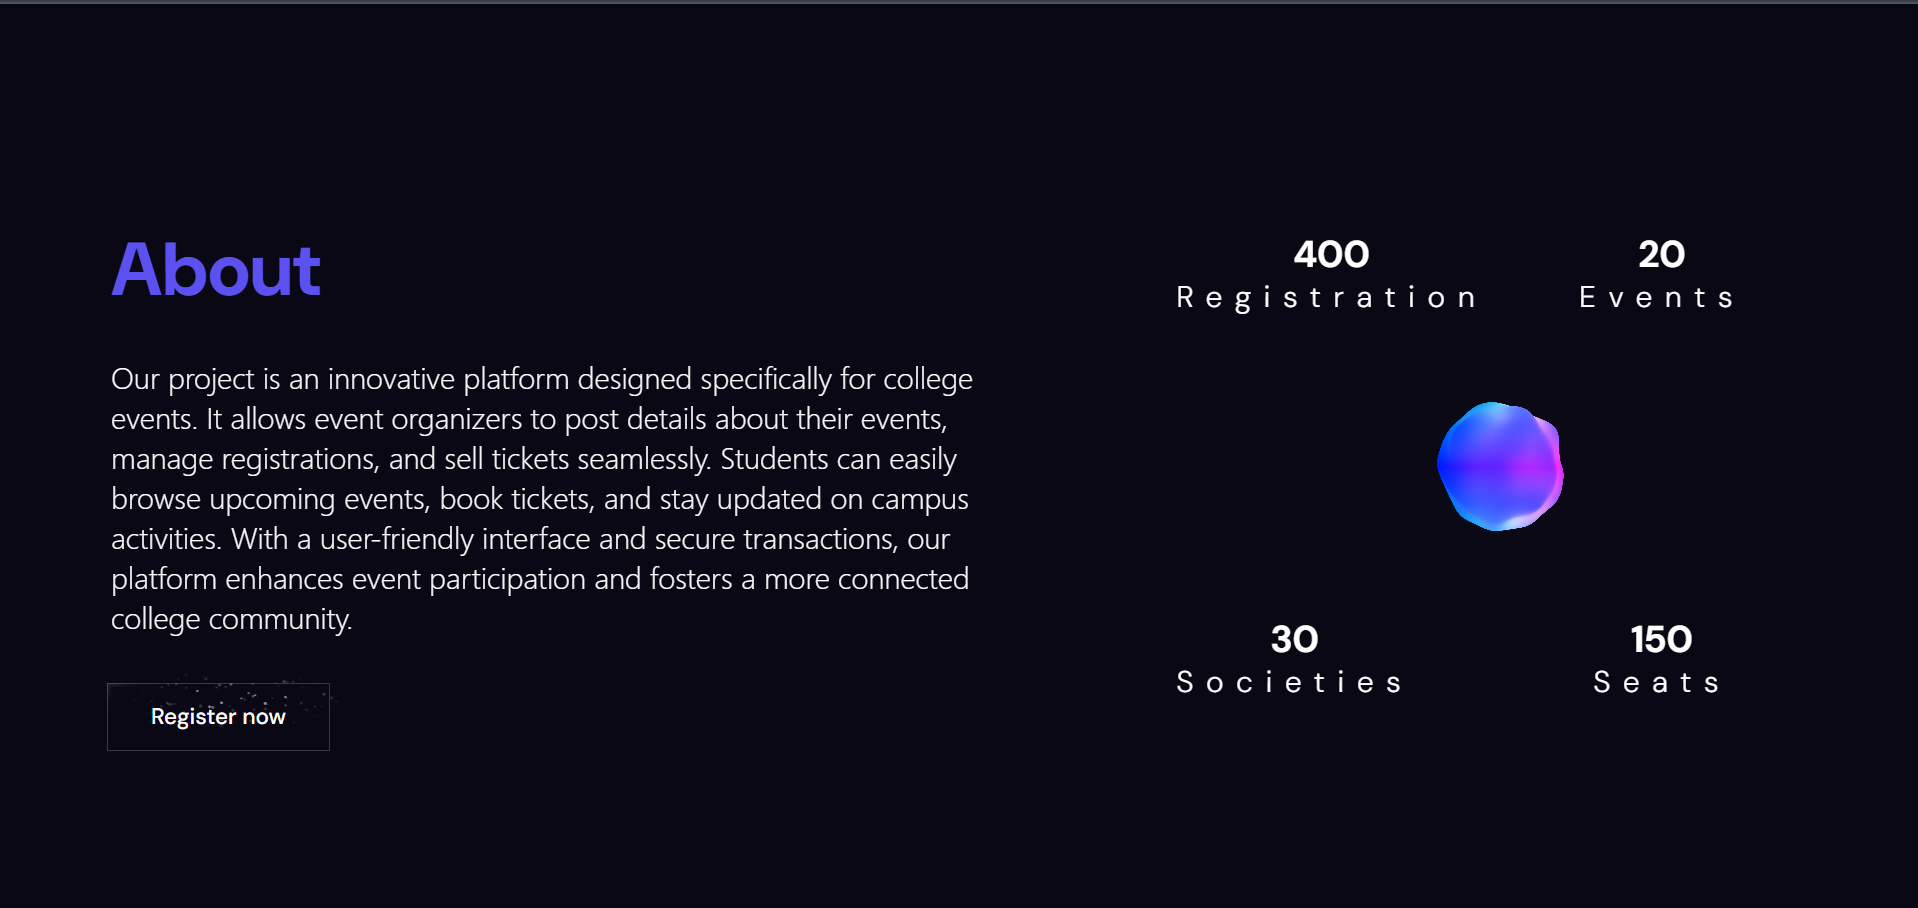 About
Our project is an innovative platform designed specifically for college
events. It allows event organizers to post details about their events,
manage registrations, and sell tickets seamlessly. Students can easily
browse upcoming events, book tickets, and stay updated on campus
activities. With a user-friendly interface and secure transactions, our
platform enhances event participation and fosters a more connected
college community.
Register now
400
Registration
20
Events
30
Societies
150
Seats